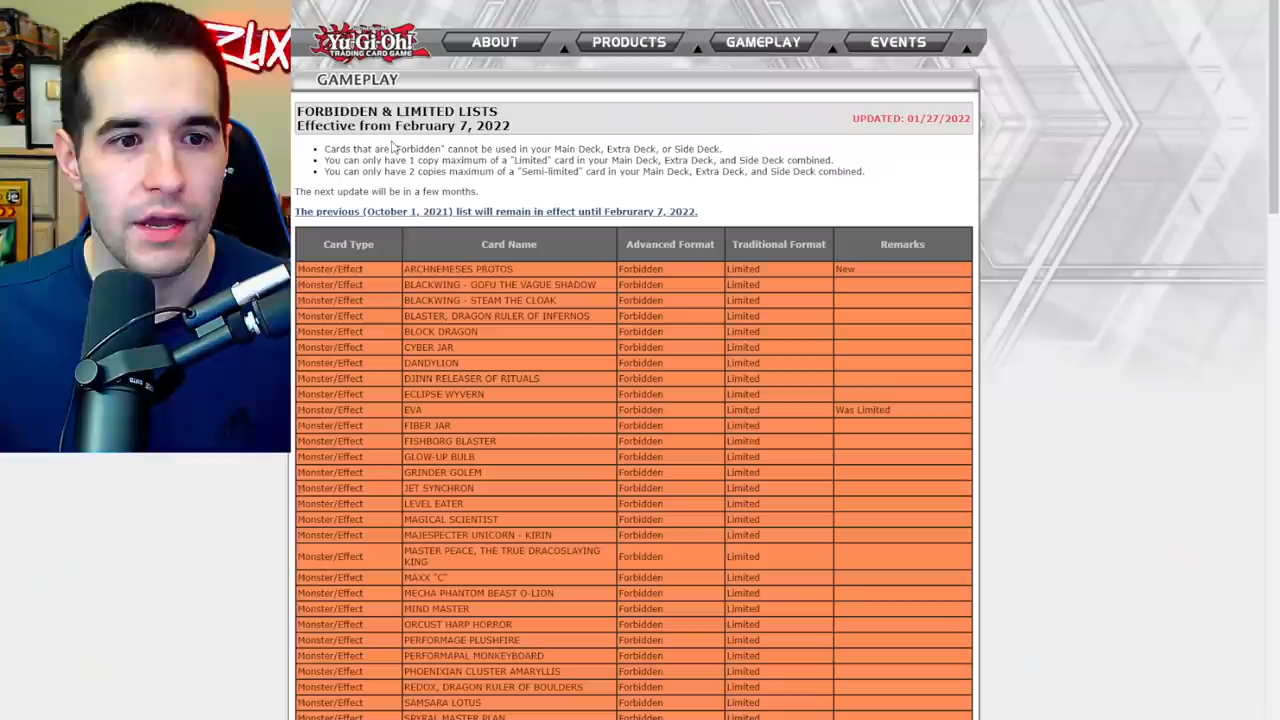 Yu-Gi-Oh!
TRADING CARD GAME
ABOUT
PRODUCTS
GAMEPLAY
EVENTS
GAMEPLAY
FORBIDDEN & LIMITED LISTS
Effective from February 7, 2022
UPDATED: 01/27/2022
Cards that are "Forbidden" cannot be used in your Main Deck, Extra Deck, or Side Deck.
You can only have 1 copy maximum of a "Limited" card in your Main Deck, Extra Deck, and Side Deck combined.
You can only have 2 copies maximum of a "Semi-limited" card in your Main Deck, Extra Deck, and Side Deck combined.
The next update will be in a few months.
The previous (October 1, 2021) list will remain in effect until Februrary 7, 2022.
Card Type Card Name Advanced Format Traditional Format Remarks
Monster/Effect ARCHNEMESES PROTOS Forbidden Limited New
Monster/Effect BLACKWING - GOFU THE VAGUE SHADOW Forbidden Limited
Monster/Effect BLACKWING - STEAM THE CLOAK Forbidden Limited
Monster/Effect BLASTER, DRAGON RULER OF INFERNOS Forbidden Limited
Monster/Effect BLOCK DRAGON Forbidden Limited
Monster/Effect CYBER JAR Forbidden Limited
Monster/Effect DANDYLION Forbidden Limited
Monster/Effect DJINN RELEASER OF RITUALS Forbidden Limited
Monster/Effect ECLIPSE WYVERN Forbidden Limited
Monster/Effect EVA Forbidden Limited Was Limited
Monster/Effect FIBER JAR Forbidden Limited
Monster/Effect FISHBORG BLASTER Forbidden Limited
Monster/Effect GLOW-UP BULB Forbidden Limited
Monster/Effect GRINDER GOLEM Forbidden Limited
Monster/Effect JET SYNCHRON Forbidden Limited
Monster/Effect LEVEL EATER Forbidden Limited
Monster/Effect MAGICAL SCIENTIST Forbidden Limited
Monster/Effect MAJESPECTER UNICORN - KIRIN Forbidden Limited
Monster/Effect MASTER PEACE, THE TRUE DRACOSLAYING
KING Forbidden Limited
Monster/Effect MAXX "C" Forbidden Limited
Monster/Effect MECHA PHANTOM BEAST O-LION Forbidden Limited
Monster/Effect MIND MASTER Forbidden Limited
Monster/Effect ORCUST HARP HORROR Forbidden Limited
Monster/Effect PERFORMAGE PLUSHFIRE Forbidden Limited
Monster/Effect PERFORMAPAL MONKEYBOARD Forbidden Limited
Monster/Effect PHOENIXIAN CLUSTER AMARYLLIS Forbidden Limited
Monster/Effect REDOX, DRAGON RULER OF BOULDERS Forbidden Limited
Monster/Effect SAMSARA LOTUS Forbidden Limited
Monster/Effect SPYRAL MASTER PLAN Forbidden Limited